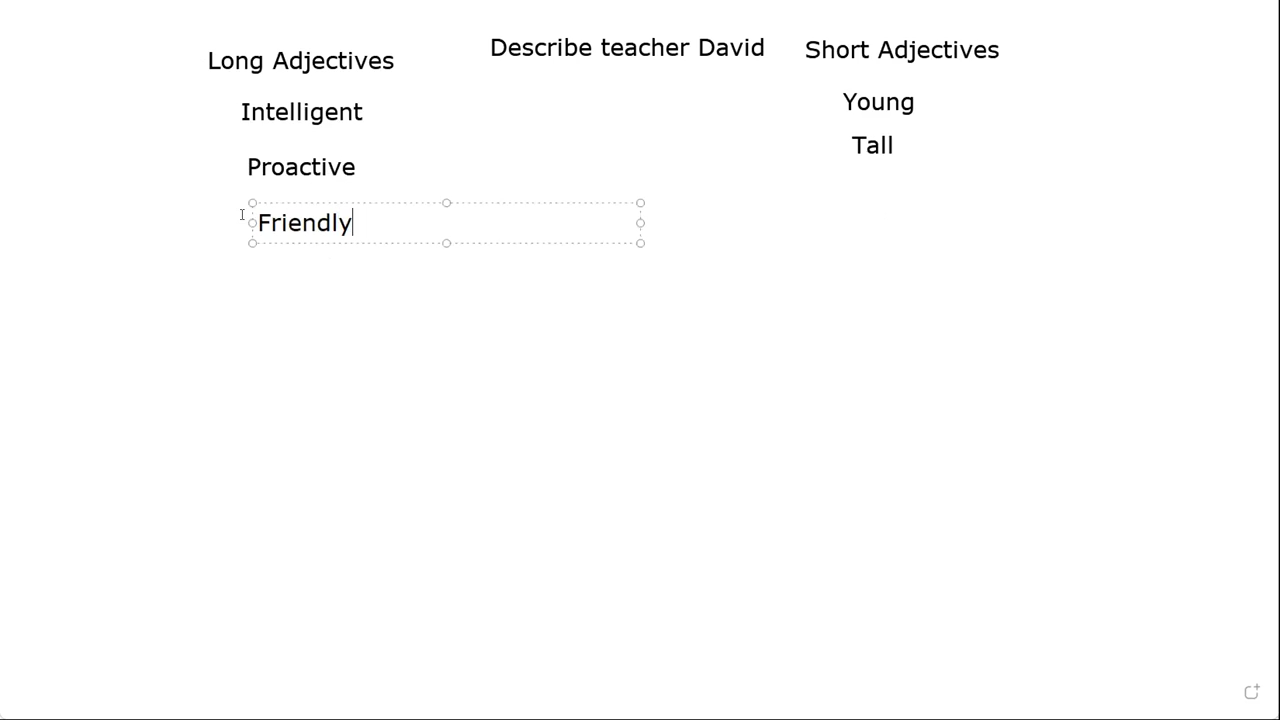 Long Adjectives
Intelligent
Proactive
Friendly
Describe teacher David
Short Adjectives
Young
Tall